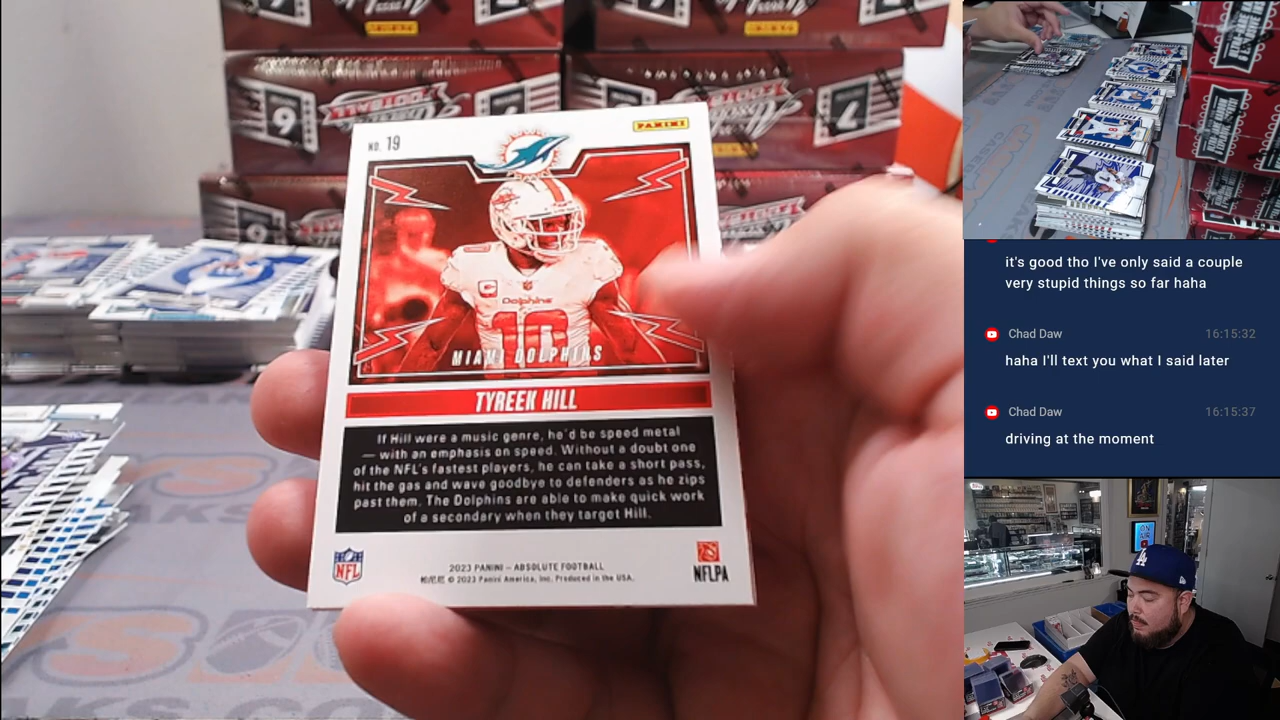 NO. 19
PANINI
10
Dolphins
MIAMI DOLPHINS
TYREEK HILL
If Hill were a music genre, he'd be speed metal
— with an emphasis on speed. Without a doubt one
of the NFL's fastest players, he can take a short pass,
hit the gas and wave goodbye to defenders as he zips
past them. The Dolphins are able to make quick work
of a secondary when they target Hill.
NFL
2023 PANINI – ABSOLUTE FOOTBALL
© 2023 Panini America, Inc. Produced in the USA.
NFLPA
it's good tho I've only said a couple
very stupid things so far haha
Chad Daw 16:15:32
haha I'll text you what I said later
Chad Daw 16:15:37
driving at the moment
ON
AIR
LA